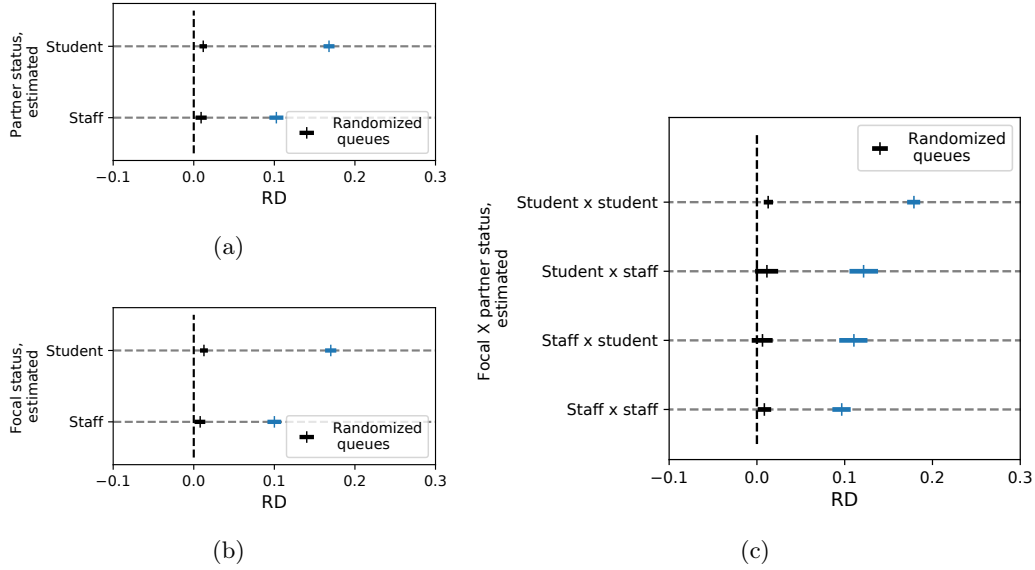 Partner status,
estimated
Student
Staff
Randomized
queues
−0.1 0.0 0.1 0.2 0.3
RD
(a)
Focal status,
estimated
Student
Staff
Randomized
queues
−0.1 0.0 0.1 0.2 0.3
RD
(b)
Randomized
queues
Focal X partner status,
estimated
Student x student
Student x staff
Staff x student
Staff x staff
−0.1 0.0 0.1 0.2 0.3
RD
(c)